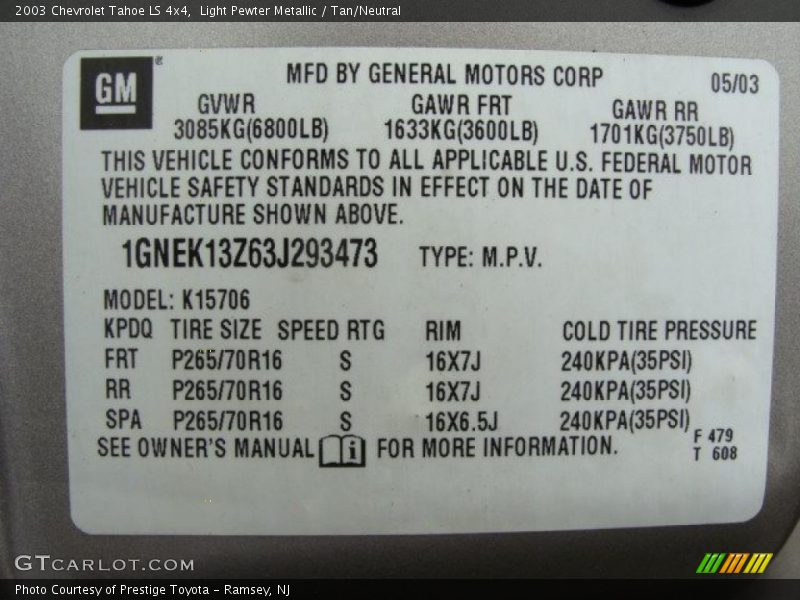 2003 Chevrolet Tahoe LS 4x4, Light Pewter Metallic / Tan/Neutral
GM ®
MFD BY GENERAL MOTORS CORP 05/03
GVWR GAWR FRT GAWR RR
3085KG(6800LB) 1633KG(3600LB) 1701KG(3750LB)
THIS VEHICLE CONFORMS TO ALL APPLICABLE U.S. FEDERAL MOTOR
VEHICLE SAFETY STANDARDS IN EFFECT ON THE DATE OF
MANUFACTURE SHOWN ABOVE.
1GNEK13Z63J293473 TYPE: M.P.V.
MODEL: K15706
KPDQ TIRE SIZE SPEED RTG RIM COLD TIRE PRESSURE
FRT P265/70R16 S 16X7J 240KPA(35PSI)
RR P265/70R16 S 16X7J 240KPA(35PSI)
SPA P265/70R16 S 16X6.5J 240KPA(35PSI)
SEE OWNER'S MANUAL i FOR MORE INFORMATION.
F 479
T 608
GTCARLOT.COM
Photo Courtesy of Prestige Toyota - Ramsey, NJ